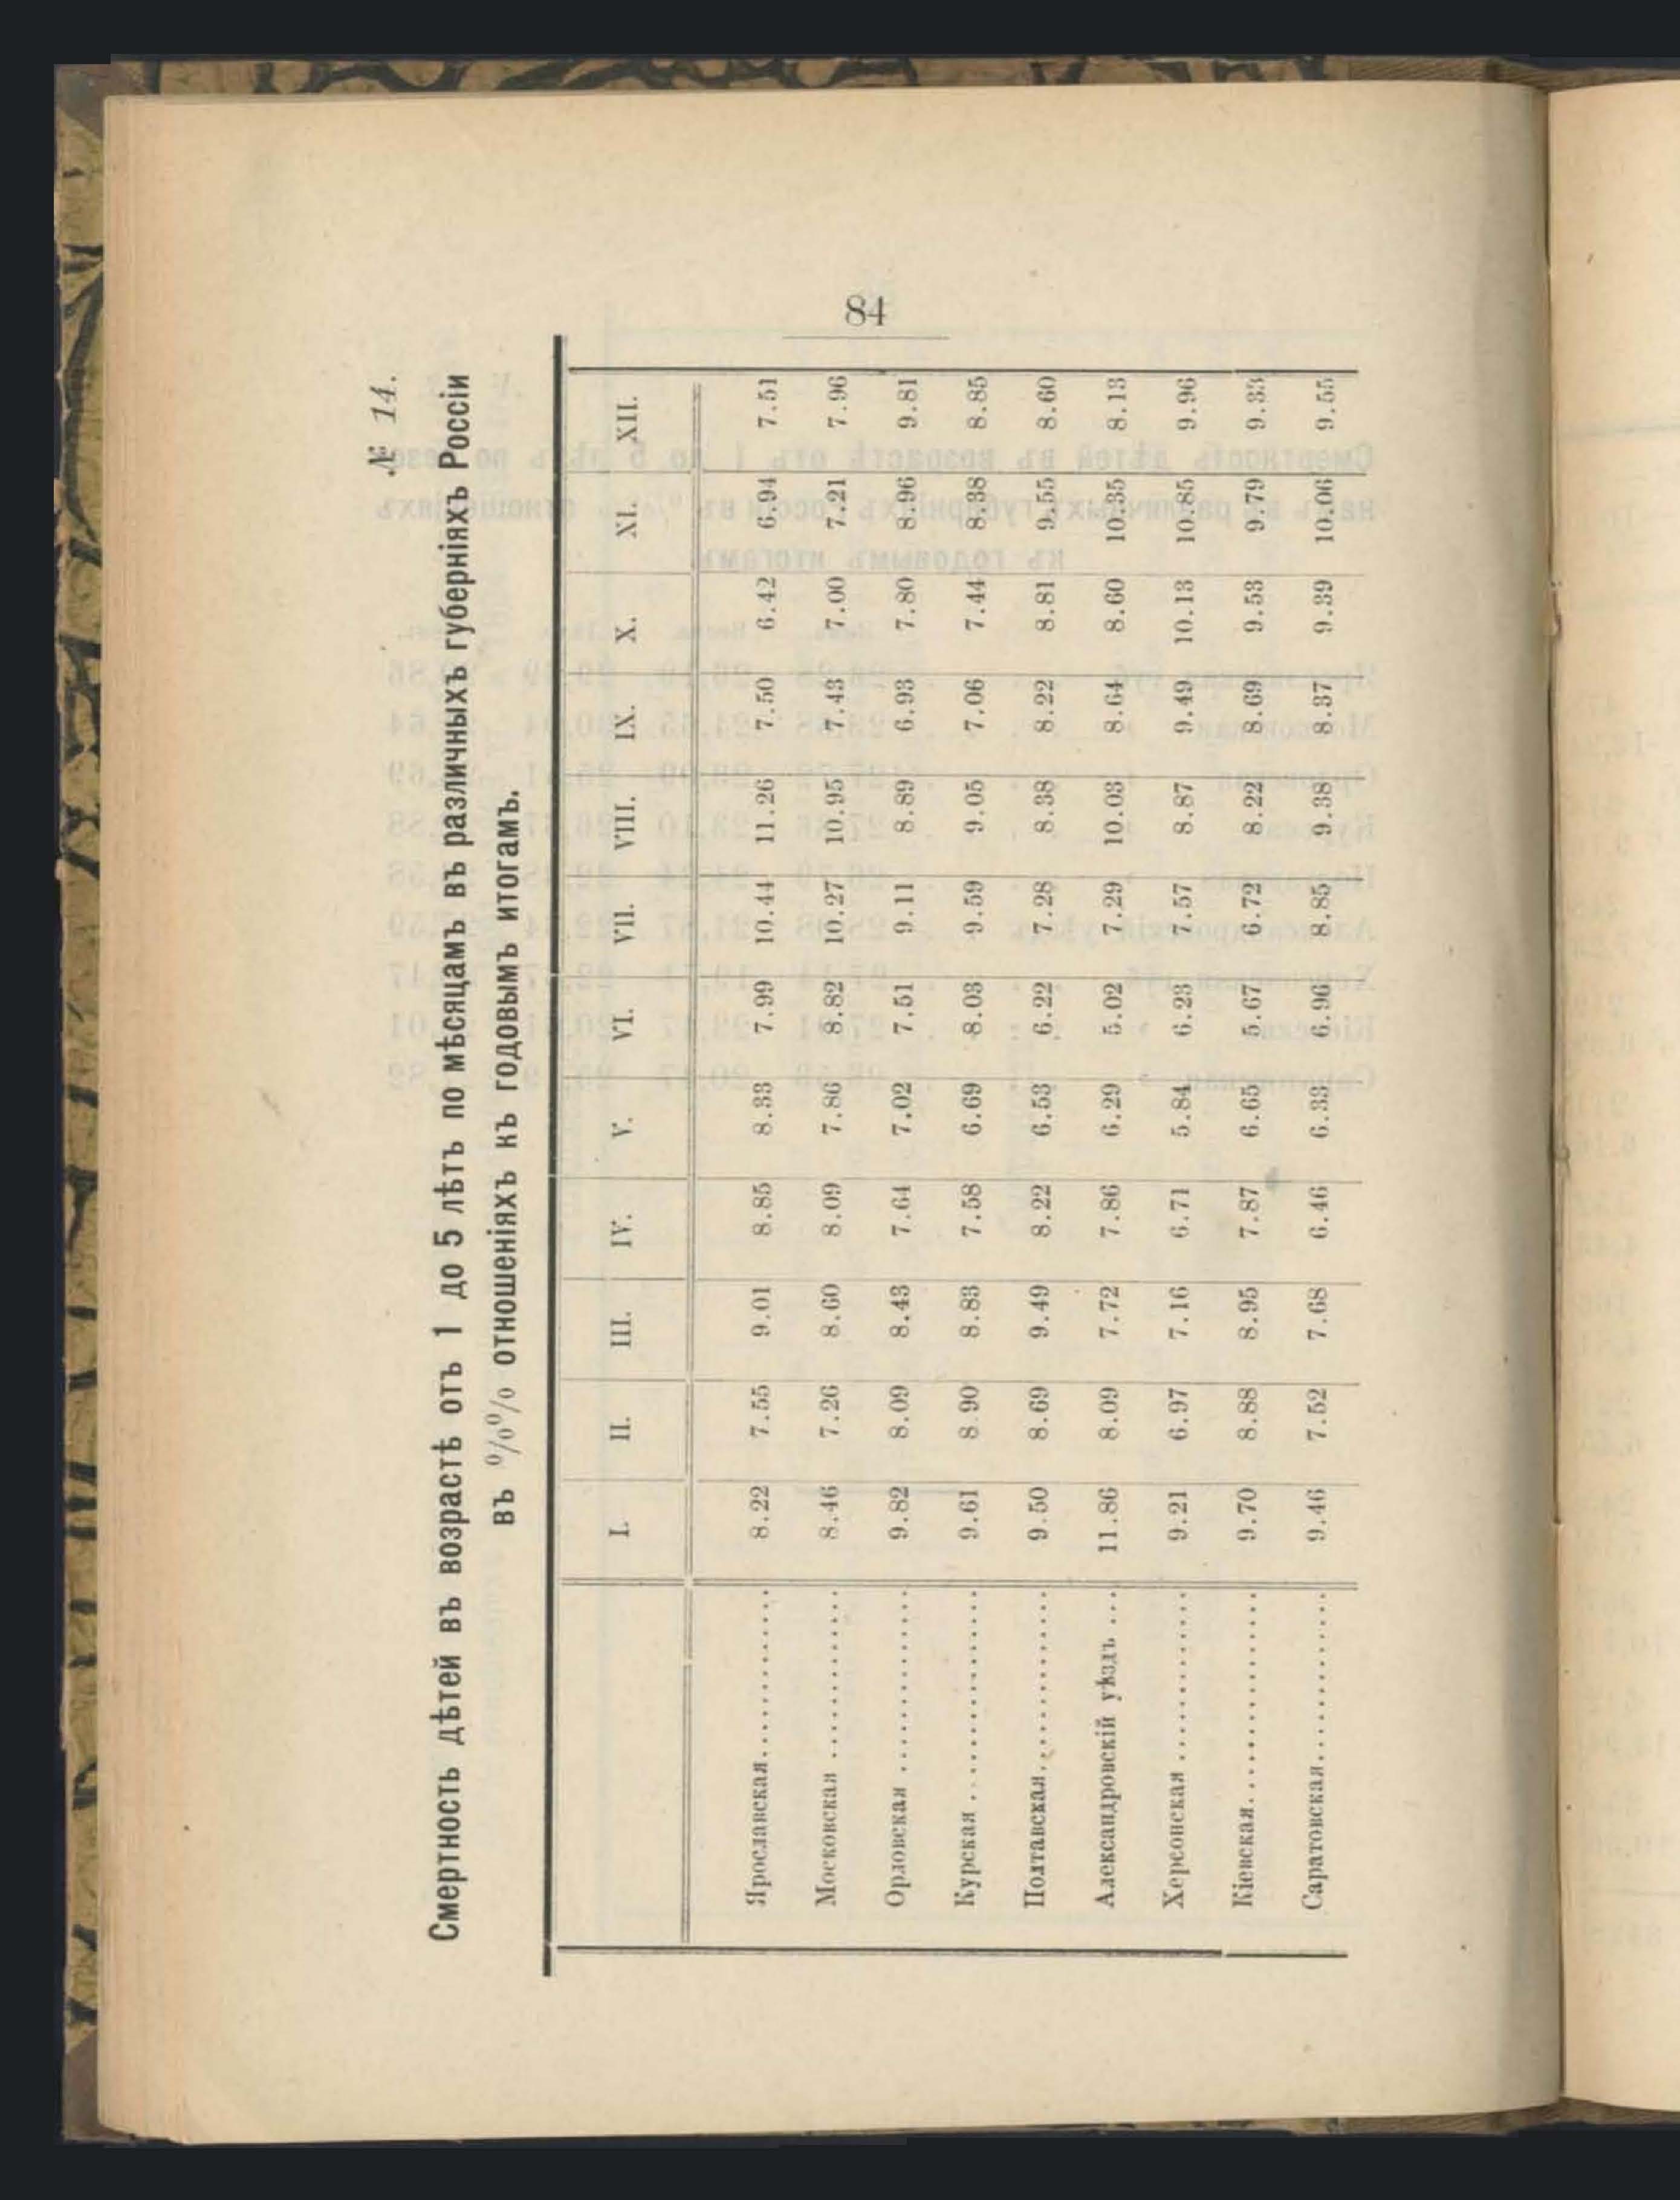 84
№ 14.
Смертность дѣтей въ возрастѣ отъ 1 до 5 лѣтъ по мѣсяцамъ въ различныхъ губерніяхъ Россіи
въ %% отношеніяхъ къ годовымъ итогамъ.
I. II. III. IV. V. VI. VII. VIII. IX. X. XI. XII.
Ярославская.............. 8.22 7.55 9.01 8.85 8.33 7.99 10.44 11.26 7.50 6.42 6.94 7.51
Московская .............. 8.46 7.26 8.60 8.09 7.86 8.82 10.27 10.95 7.43 7.00 7.21 7.96
Орловская .............. 9.82 8.09 8.43 7.64 7.02 7.51 9.11 8.89 6.93 7.80 8.96 9.81
Курская .............. 9.61 8.90 8.83 7.58 6.69 8.03 9.59 9.05 7.06 7.44 8.38 8.85
Полтавская.............. 9.50 8.69 9.49 8.22 6.53 6.22 7.28 8.38 8.22 8.81 9.55 8.60
Александровскій уѣздъ ... 11.86 8.09 7.72 7.86 6.29 5.02 7.29 10.03 8.64 8.60 10.35 8.13
Херсонская .............. 9.21 6.97 7.16 6.71 5.84 6.23 7.57 8.87 9.49 10.13 10.85 9.96
Кіевская.............. 9.70 8.88 8.95 7.87 6.65 5.67 6.72 8.22 8.69 9.53 9.79 9.33
Саратовская.............. 9.46 7.52 7.68 6.46 6.33 6.96 8.85 9.38 8.37 9.39 10.06 9.55